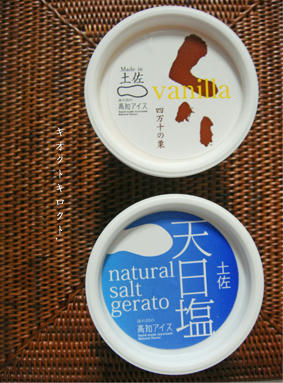 Made in
土佐
vanilla
高知アイス
四万十の栗
キオクトキロクト.
天日塩
土佐
natural
salt
gerato
高知アイス